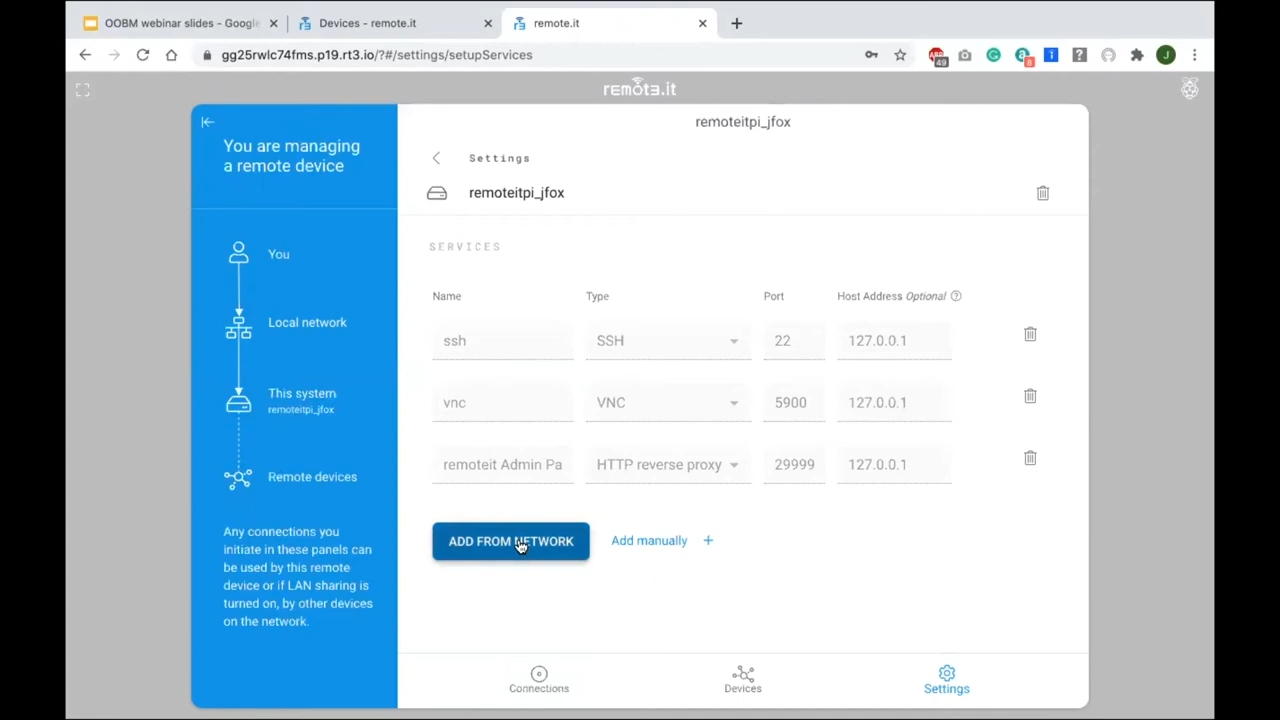 OOBM webinar slides - Google
Devices - remote.it
remote.it
gg25rwlc74fms.p19.rt3.io/?#/settings/setupServices
49
8
J
remote.it
You are managing
a remote device
You
Local network
This system
remoteitpi_jfox
Remote devices
Any connections you
initiate in these panels can
be used by this remote
device or if LAN sharing is
turned on, by other devices
on the network.
remoteitpi_jfox
Settings
remoteitpi_jfox
SERVICES
Name Type Port Host Address Optional
ssh SSH 22 127.0.0.1
vnc VNC 5900 127.0.0.1
remoteit Admin Pa HTTP reverse proxy 29999 127.0.0.1
ADD FROM NETWORK Add manually +
Connections Devices Settings